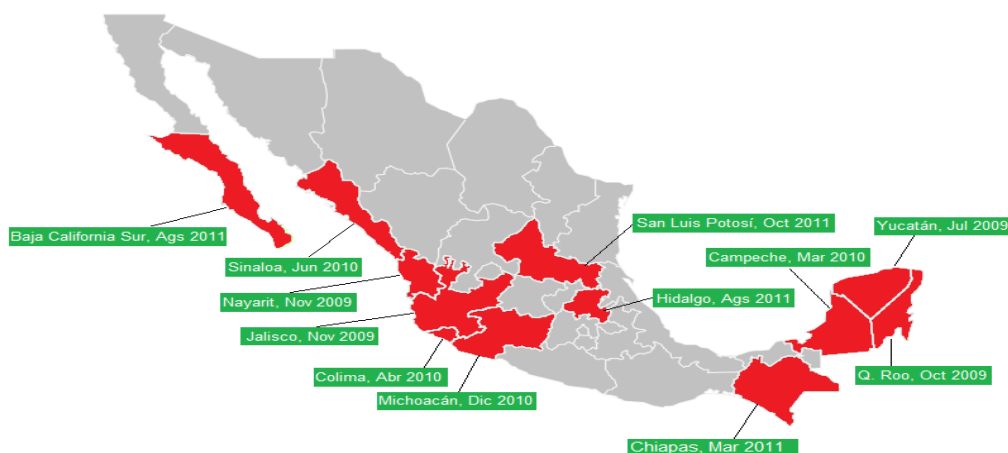 San Luis Potosí, Oct 2011
Yucatán, Jul 2009
Baja California Sur, Ags 2011
Campeche, Mar 2010
Sinaloa, Jun 2010
Nayarit, Nov 2009
Hidalgo, Ags 2011
Jalisco, Nov 2009
Colima, Abr 2010
Q. Roo, Oct 2009
Michoacán, Dic 2010
Chiapas, Mar 2011